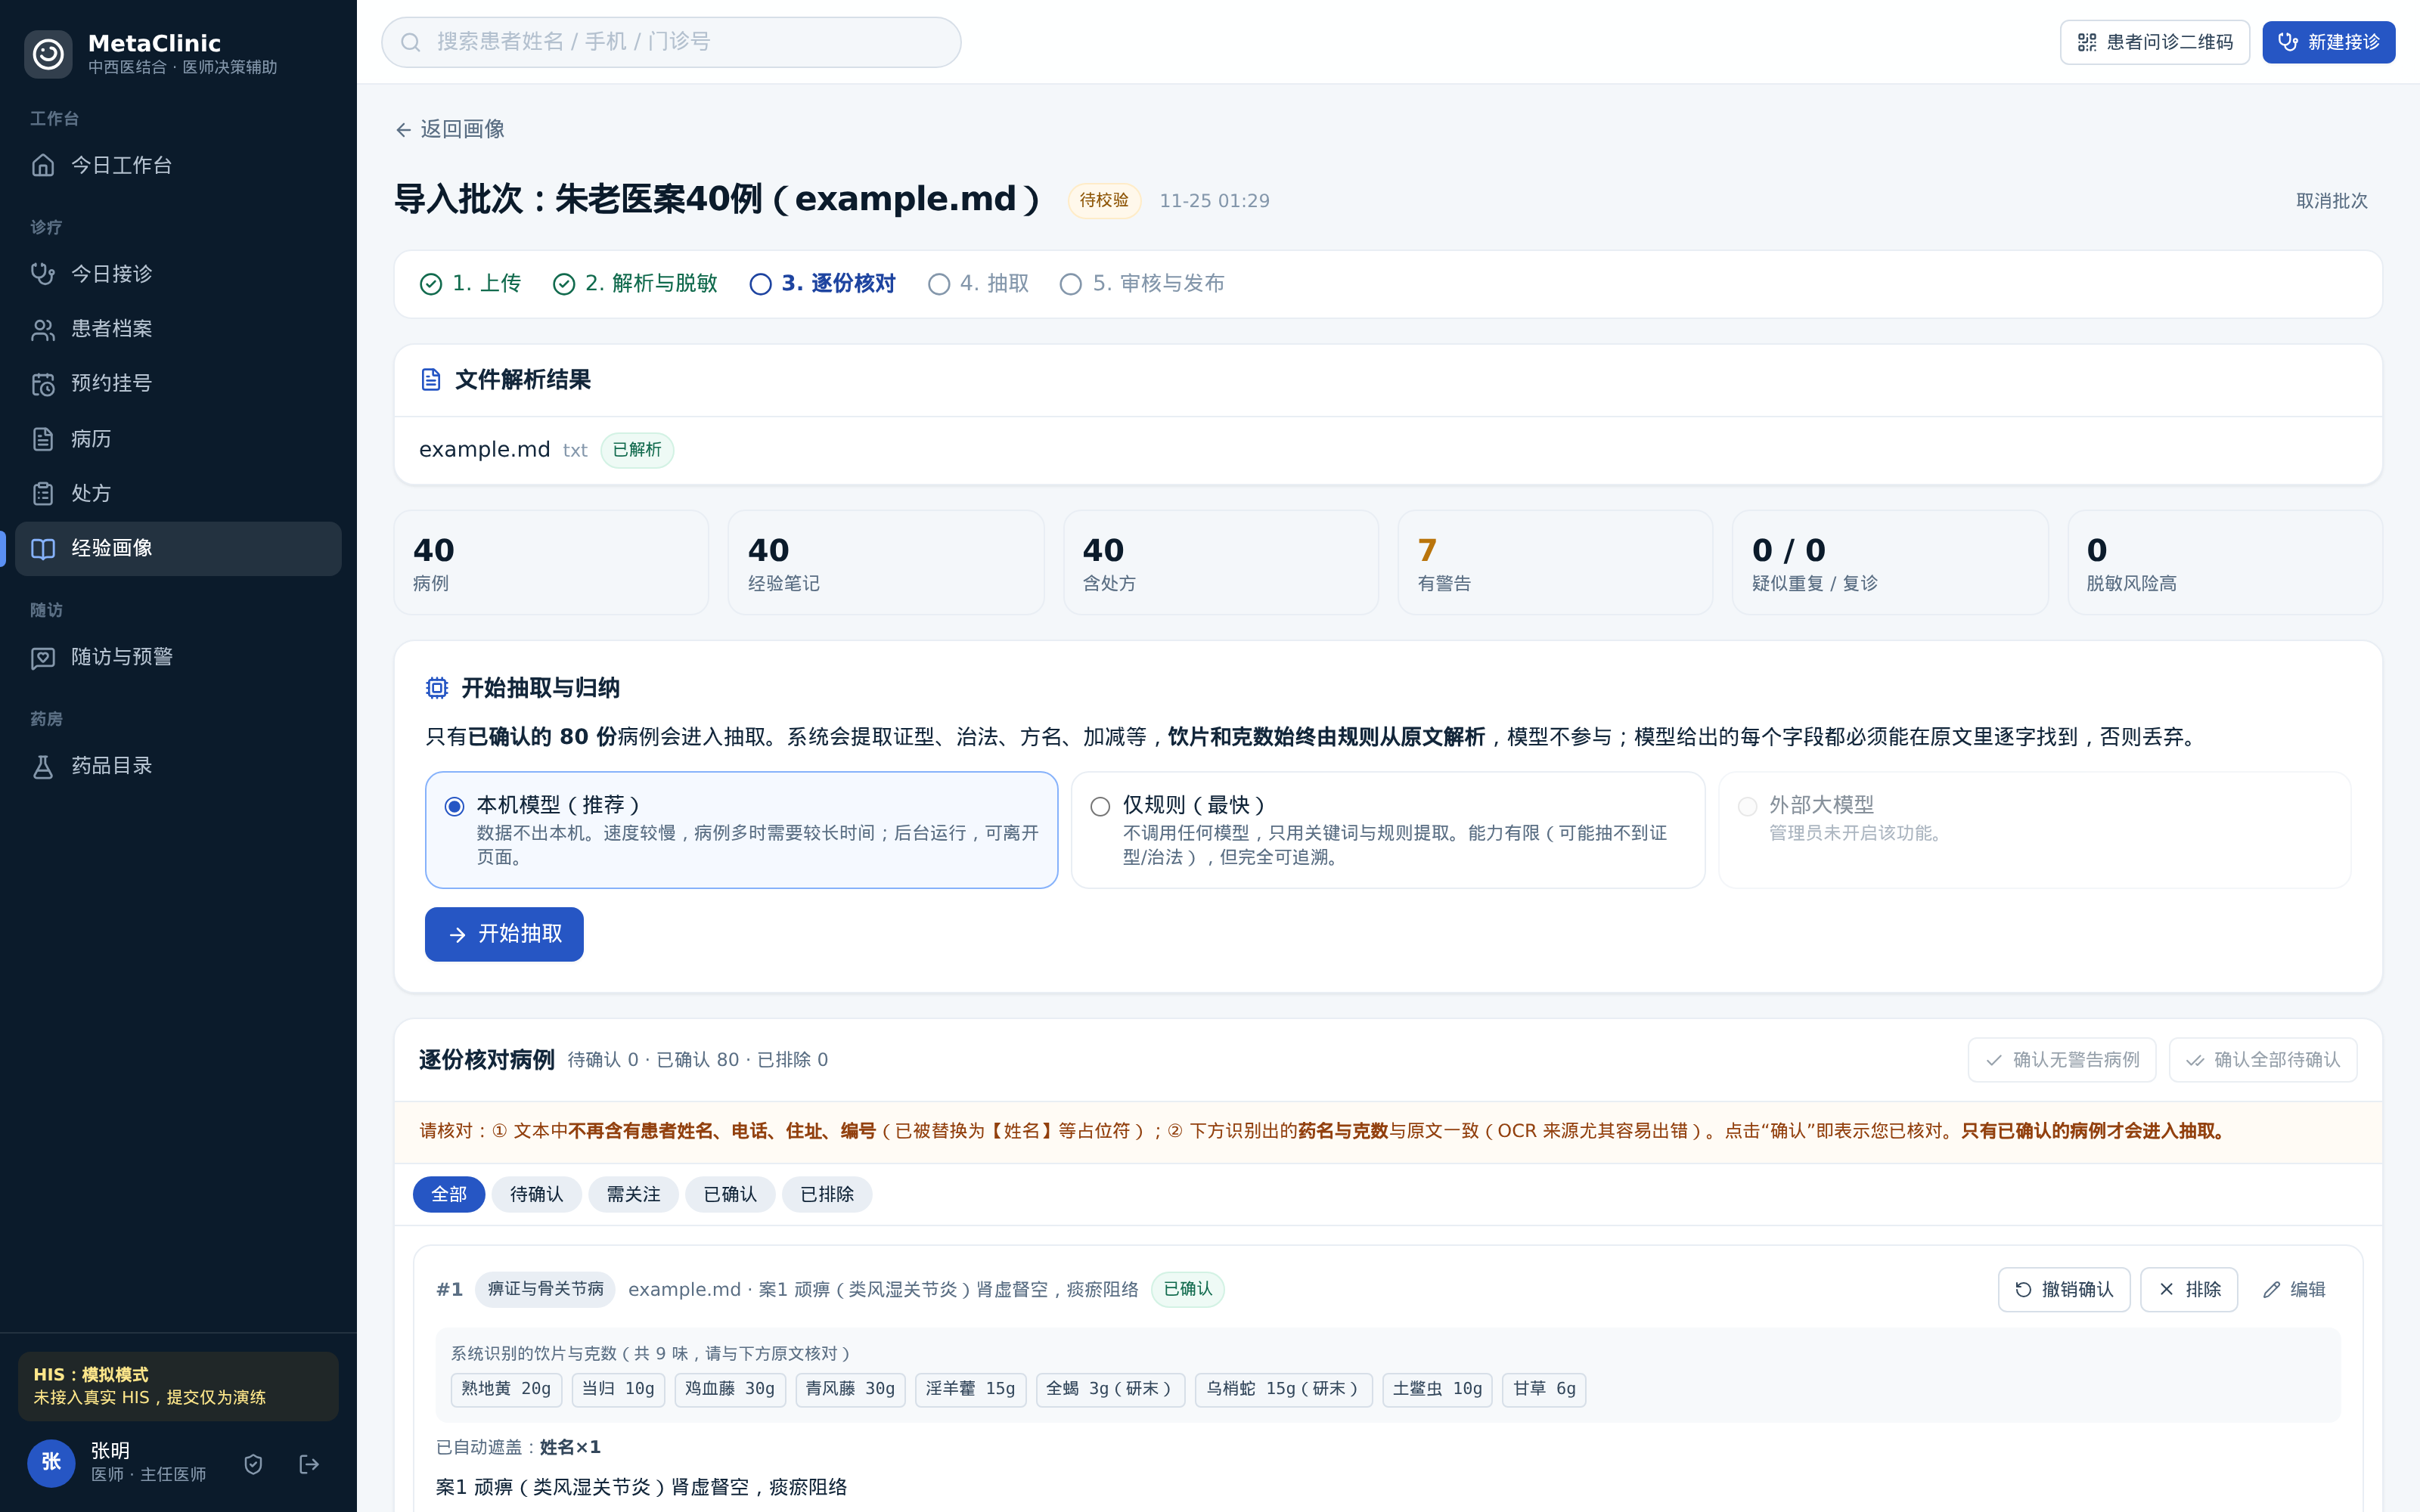 MetaClinic
中西医结合 · 医师决策辅助
工作台
今日工作台
诊疗
今日接诊
患者档案
预约挂号
病历
处方
经验画像
随访
随访与预警
药房
药品目录
HIS：模拟模式
未接入真实 HIS，提交仅为演练
张
张明
医师 · 主任医师
搜索患者姓名 / 手机 / 门诊号
患者问诊二维码
新建接诊
← 返回画像
导入批次：朱老医案40例（example.md） 待校验 11-25 01:29 取消批次
1. 上传 2. 解析与脱敏 3. 逐份核对 4. 抽取 5. 审核与发布
文件解析结果
example.md txt 已解析
40
病例
40
经验笔记
40
含处方
7
有警告
0 / 0
疑似重复 / 复诊
0
脱敏风险高
开始抽取与归纳
只有已确认的 80 份病例会进入抽取。系统会提取证型、治法、方名、加减等，饮片和克数始终由规则从原文解析，模型不参与；模型给出的每个字段都必须能在原文里逐字找到，否则丢弃。
本机模型（推荐）
数据不出本机。速度较慢，病例多时需要较长时间；后台运行，可离开
页面。
仅规则（最快）
不调用任何模型，只用关键词与规则提取。能力有限（可能抽不到证
型/治法），但完全可追溯。
外部大模型
管理员未开启该功能。
→ 开始抽取
逐份核对病例 待确认 0 · 已确认 80 · 已排除 0 确认无警告病例 确认全部待确认
请核对：① 文本中不再含有患者姓名、电话、住址、编号（已被替换为【姓名】等占位符）；② 下方识别出的药名与克数与原文一致（OCR 来源尤其容易出错）。点击“确认”即表示您已核对。只有已确认的病例才会进入抽取。
全部 待确认 需关注 已确认 已排除
#1 痹证与骨关节病 example.md · 案1 顽痹（类风湿关节炎）肾虚督空，痰瘀阻络 已确认 撤销确认 排除 编辑
系统识别的饮片与克数（共 9 味，请与下方原文核对）
熟地黄 20g 当归 10g 鸡血藤 30g 青风藤 30g 淫羊藿 15g 全蝎 3g（研末） 乌梢蛇 15g（研末） 土鳖虫 10g 甘草 6g
已自动遮盖：姓名×1
案1 顽痹（类风湿关节炎）肾虚督空，痰瘀阻络